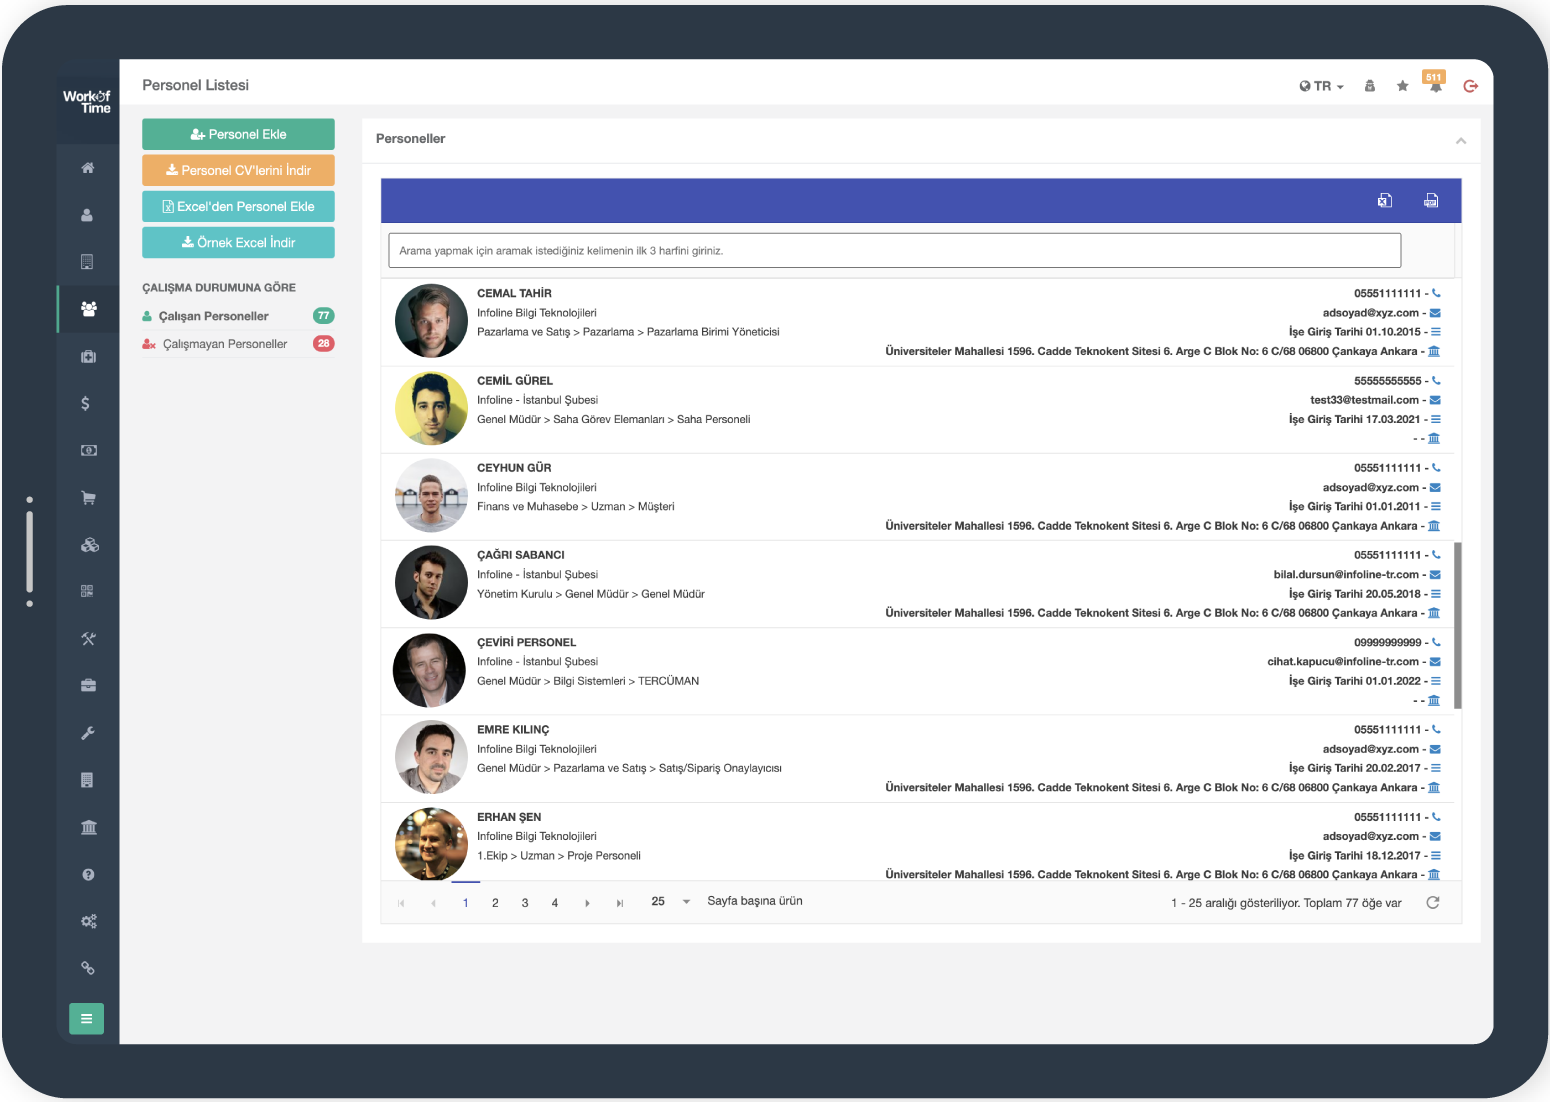 WorkOf
Time
Personel Listesi
TR
511
Personel Ekle
Personel CV'lerini İndir
Excel'den Personel Ekle
Örnek Excel İndir
ÇALIŞMA DURUMUNA GÖRE
Çalışan Personeller 77
Çalışmayan Personeller 28
Personeller
Arama yapmak için aramak istediğiniz kelimenin ilk 3 harfini giriniz.
CEMAL TAHİR 05551111111 -
Infoline Bilgi Teknolojileri adsoyad@xyz.com -
Pazarlama ve Satış > Pazarlama > Pazarlama Birimi Yöneticisi İşe Giriş Tarihi 01.10.2015 -
Üniversiteler Mahallesi 1596. Cadde Teknokent Sitesi 6. Arge C Blok No: 6 C/68 06800 Çankaya Ankara -
CEMİL GÜREL 55555555555 -
Infoline - İstanbul Şubesi test33@testmail.com -
Genel Müdür > Saha Görev Elemanları > Saha Personeli İşe Giriş Tarihi 17.03.2021 -
- -
CEYHUN GÜR 05551111111 -
Infoline Bilgi Teknolojileri adsoyad@xyz.com -
Finans ve Muhasebe > Uzman > Müşteri İşe Giriş Tarihi 01.01.2011 -
Üniversiteler Mahallesi 1596. Cadde Teknokent Sitesi 6. Arge C Blok No: 6 C/68 06800 Çankaya Ankara -
ÇAĞRI SABANCI 05551111111 -
Infoline - İstanbul Şubesi bilal.dursun@infoline-tr.com -
Yönetim Kurulu > Genel Müdür > Genel Müdür İşe Giriş Tarihi 20.05.2018 -
Üniversiteler Mahallesi 1596. Cadde Teknokent Sitesi 6. Arge C Blok No: 6 C/68 06800 Çankaya Ankara -
ÇEVİRİ PERSONEL 09999999999 -
Infoline - İstanbul Şubesi cihat.kapucu@infoline-tr.com -
Genel Müdür > Bilgi Sistemleri > TERCÜMAN İşe Giriş Tarihi 01.01.2022 -
- -
EMRE KILINÇ 05551111111 -
Infoline Bilgi Teknolojileri adsoyad@xyz.com -
Genel Müdür > Pazarlama ve Satış > Satış/Sipariş Onaylayıcısı İşe Giriş Tarihi 20.02.2017 -
Üniversiteler Mahallesi 1596. Cadde Teknokent Sitesi 6. Arge C Blok No: 6 C/68 06800 Çankaya Ankara -
ERHAN ŞEN 05551111111 -
Infoline Bilgi Teknolojileri adsoyad@xyz.com -
1.Ekip > Uzman > Proje Personeli İşe Giriş Tarihi 18.12.2017 -
Üniversiteler Mahallesi 1596. Cadde Teknokent Sitesi 6. Arge C Blok No: 6 C/68 06800 Çankaya Ankara -
1 2 3 4 25 Sayfa başına ürün 1 - 25 aralığı gösteriliyor. Toplam 77 öğe var